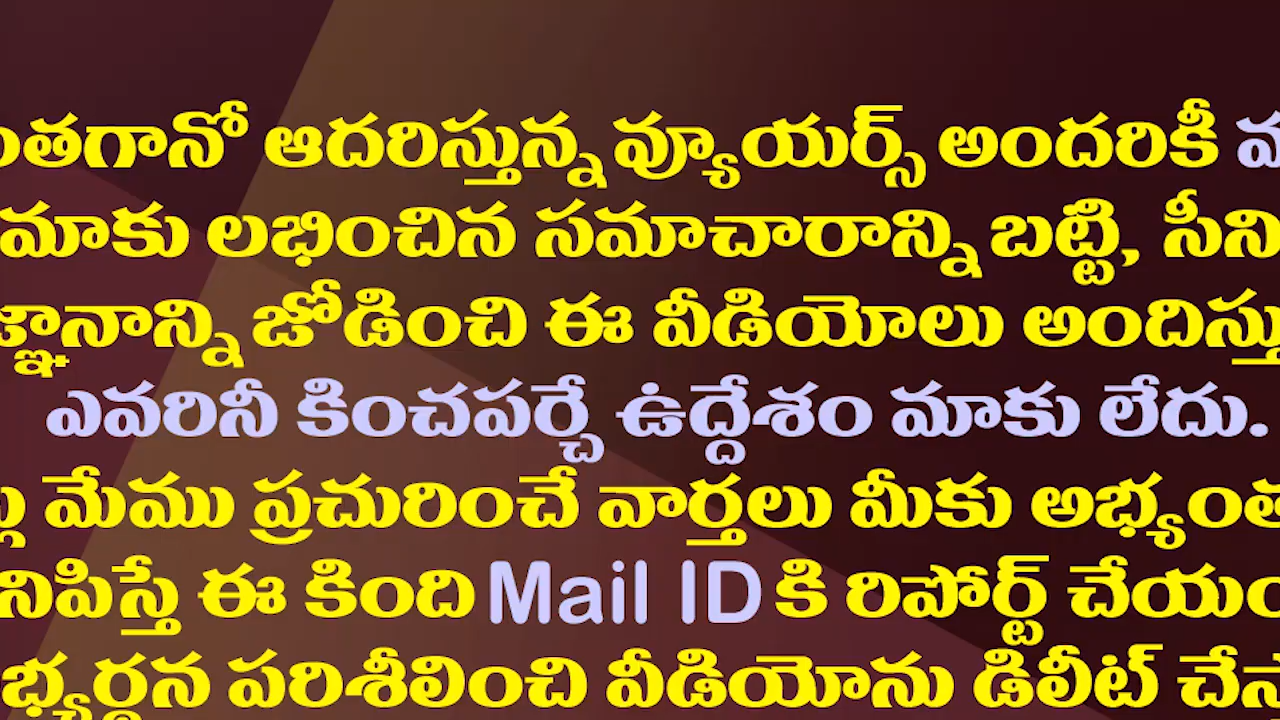 ఆదరిస్తున్న వ్యూయర్స్ అందరికీ
మాకు లభించిన సమాచారాన్ని బట్టి,
జోడించి ఈ వీడియోలు
ఎవరినీ కించపర్చే ఉద్దేశం మాకు లేదు.
మేము ప్రచురించే వార్తలు మీకు
ఈ కింది Mail ID కి రిపోర్ట్
పరిశీలించి వీడియోను డిలీట్